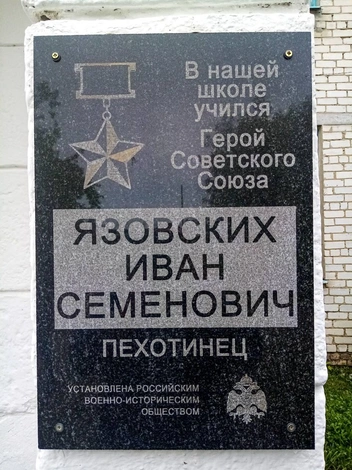 В нашей
школе
учился
Герой
Советского
Союза
ЯЗОВСКИХ
ИВАН
СЕМЕНОВИЧ
ПЕХОТИНЕЦ
УСТАНОВЛЕНА РОССИЙСКИМ
ВОЕННО-ИСТОРИЧЕСКИМ
ОБЩЕСТВОМ